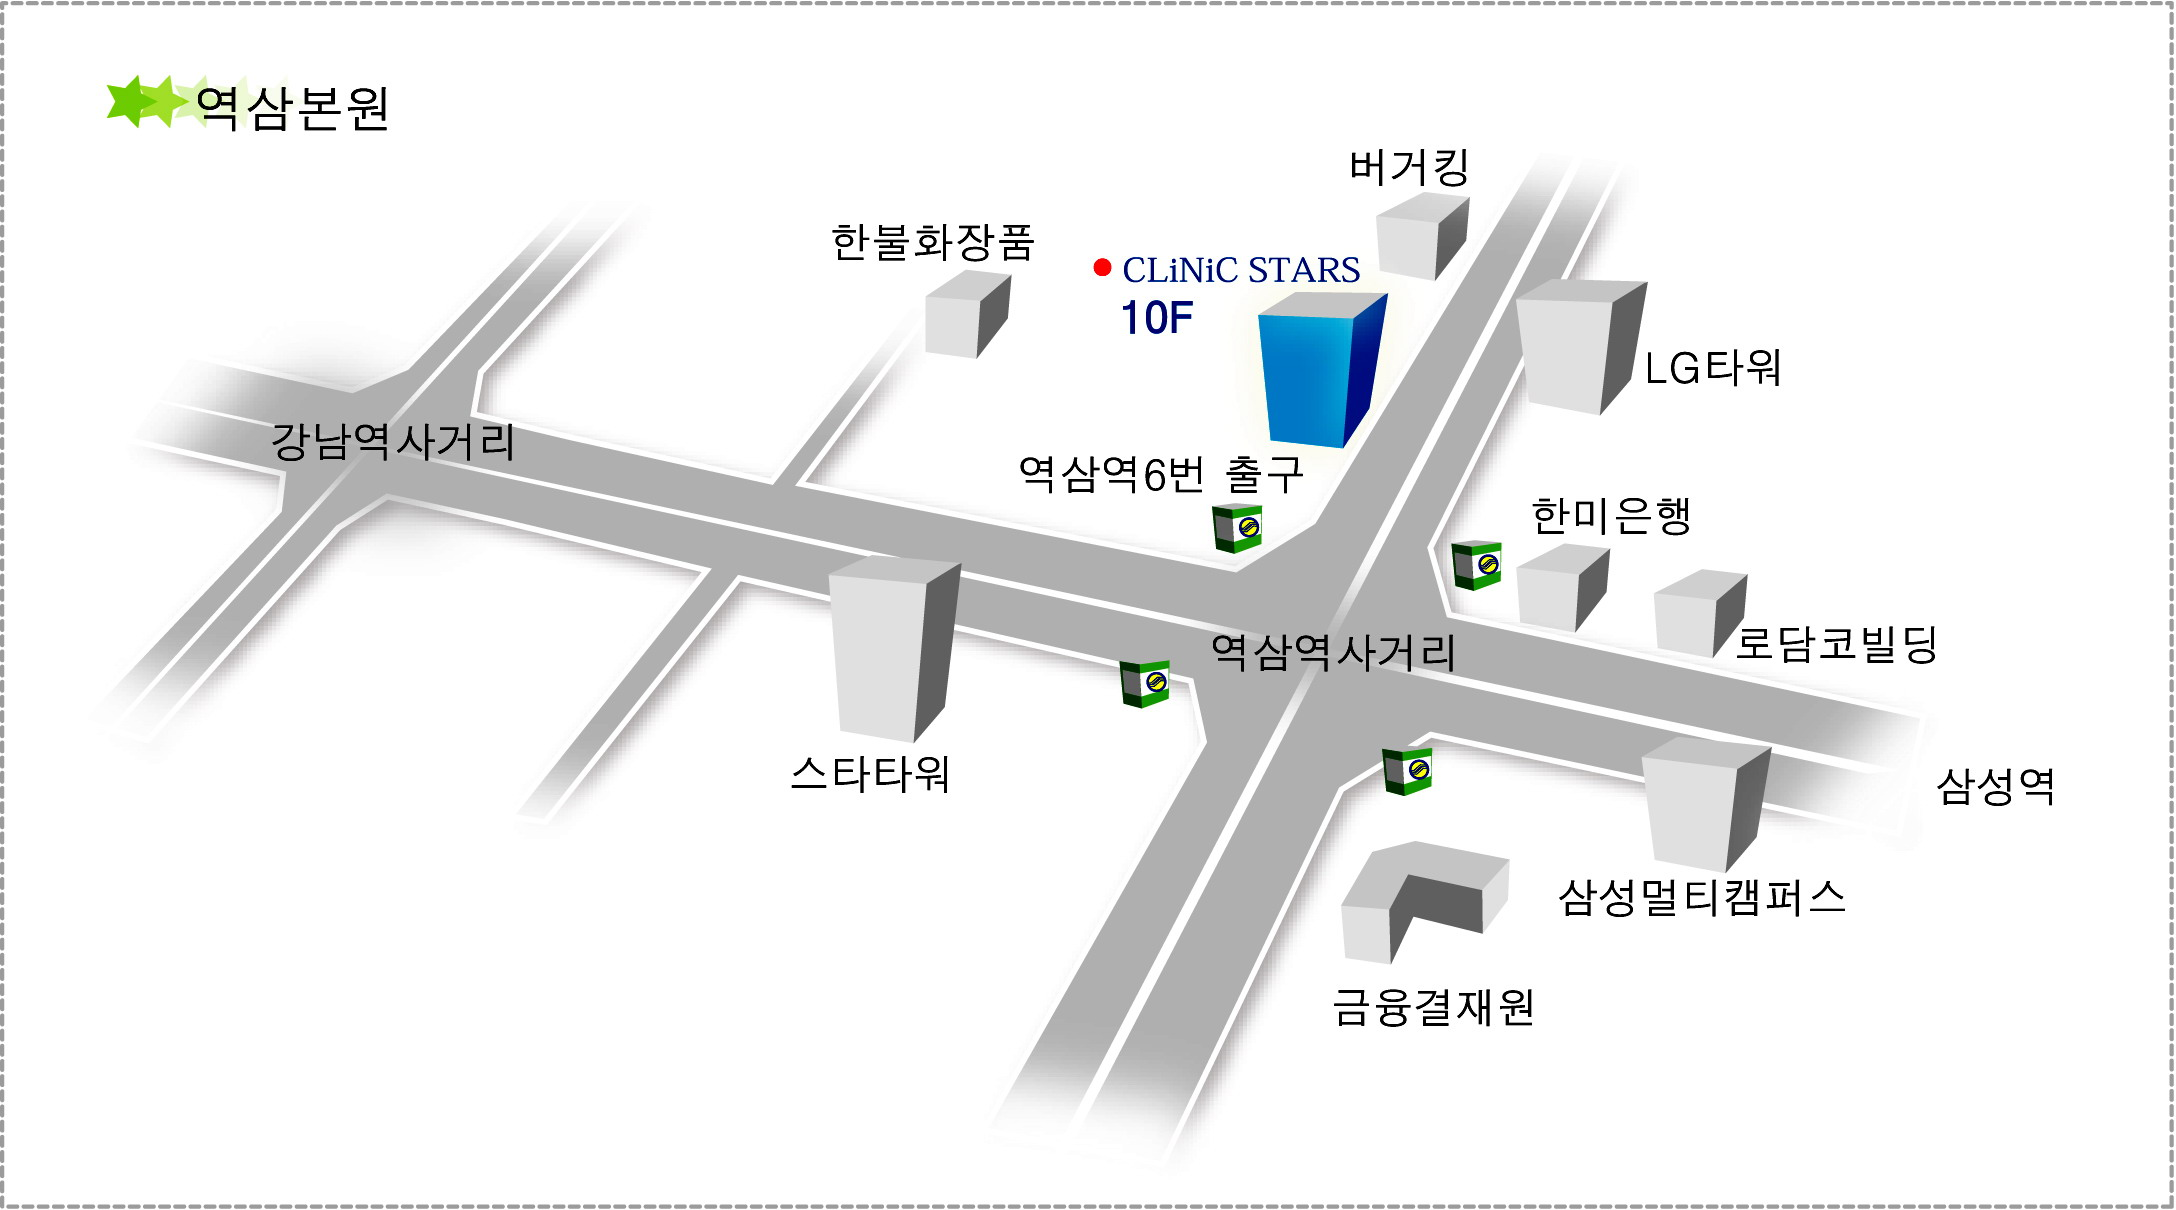 역삼본원
버거킹
한불화장품
CLiNiC STARS
10F
LG타워
강남역사거리
역삼역6번 출구
한미은행
역삼역사거리
로담코빌딩
스타타워
삼성역
삼성멀티캠퍼스
금융결재원